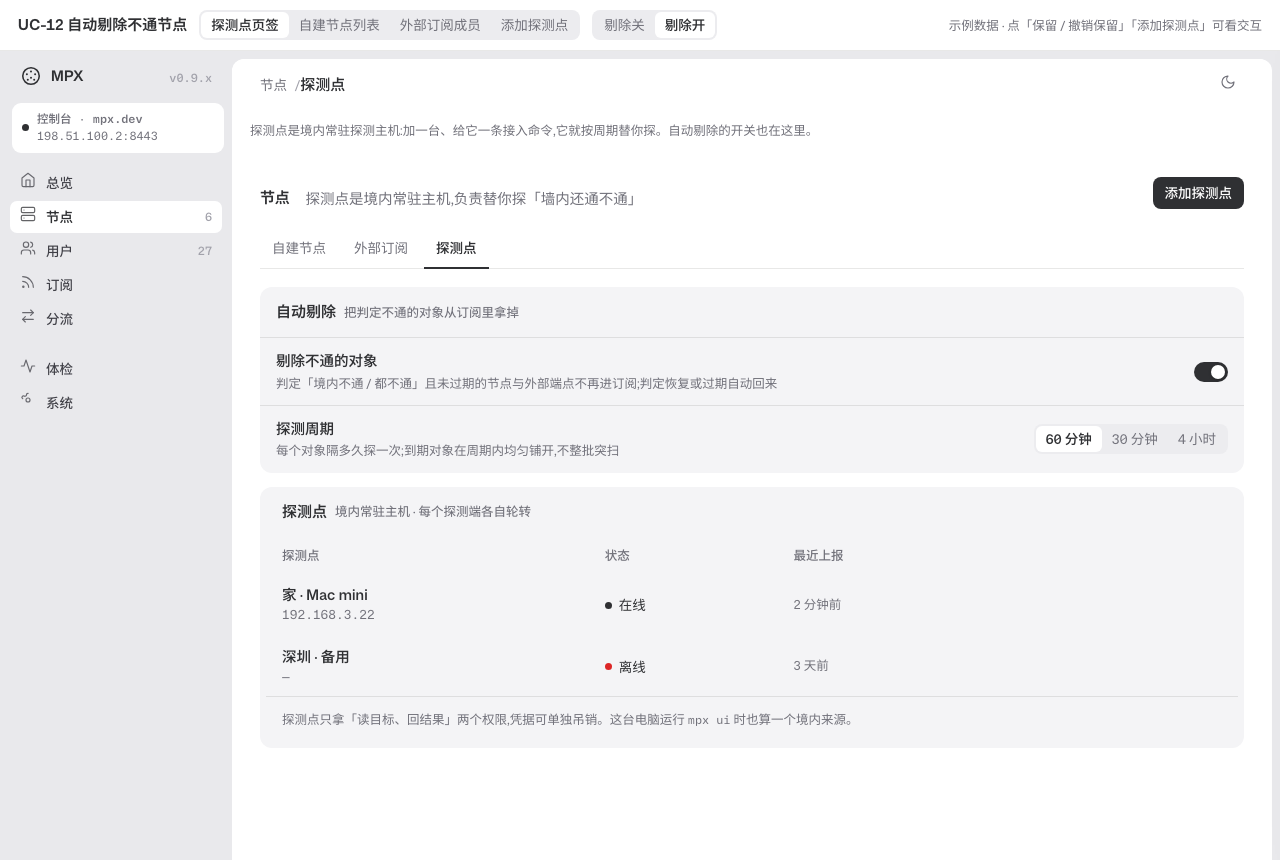 UC-12 自动剔除不通节点 探测点页签 自建节点列表 外部订阅成员 添加探测点 剔除关 剔除开 示例数据 · 点「保留 / 撤销保留」「添加探测点」可看交互
MPX v0.9.x
控制台 · mpx.dev
198.51.100.2:8443
总览
节点 6
用户 27
订阅
分流
体检
系统
节点 /探测点
探测点是境内常驻探测主机:加一台、给它一条接入命令,它就按周期替你探。自动剔除的开关也在这里。
节点 探测点是境内常驻主机,负责替你探「墙内还通不通」 添加探测点
自建节点 外部订阅 探测点
自动剔除 把判定不通的对象从订阅里拿掉
剔除不通的对象
判定「境内不通 / 都不通」且未过期的节点与外部端点不再进订阅;判定恢复或过期自动回来
探测周期
每个对象隔多久探一次;到期对象在周期内均匀铺开,不整批突扫
60 分钟 30 分钟 4 小时
探测点 境内常驻主机 · 每个探测端各自轮转
探测点 状态 最近上报
家 · Mac mini
192.168.3.22
在线 2 分钟前
深圳 · 备用
—
离线 3 天前
探测点只拿「读目标、回结果」两个权限,凭据可单独吊销。这台电脑运行 mpx ui 时也算一个境内来源。